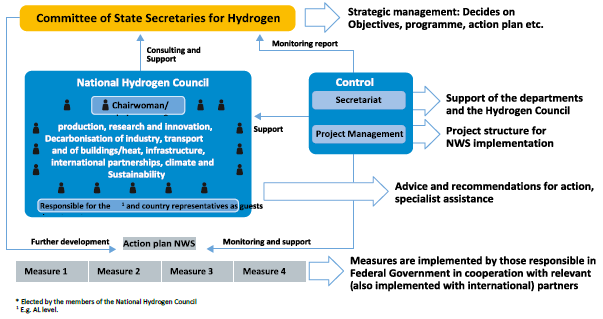 Committee of State Secretaries for Hydrogen
Strategic management: Decides on
Objectives, programme, action plan etc.
Consulting and
Support
Monitoring report
National Hydrogen Council
Chairwoman/
production, research and innovation,
Decarbonisation of industry, transport
and of buildings/heat, infrastructure,
international partnerships, climate and
Sustainability
Responsible for the 1 and country representatives as guests
Support
Control
Secretariat
Project Management
Support of the departments
and the Hydrogen Council
Project structure for
NWS implementation
Advice and recommendations for action,
specialist assistance
Further development
Action plan NWS
Monitoring and support
Measure 1
Measure 2
Measure 3
Measure 4
Measures are implemented by those responsible in
Federal Government in cooperation with relevant
(also implemented with international) partners
* Elected by the members of the National Hydrogen Council
1 E.g. AL level.